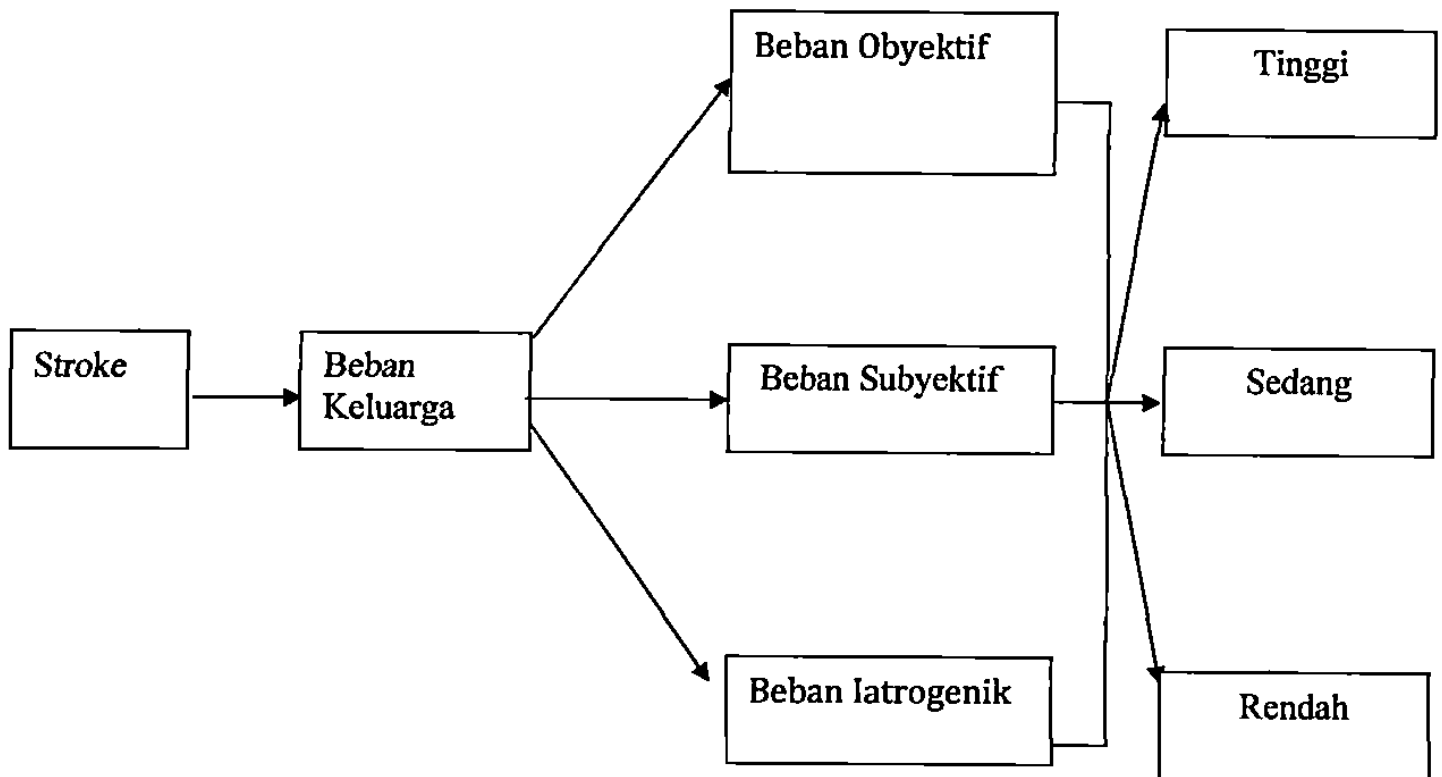 Beban Obyektif
Tinggi
Stroke
Beban
Keluarga
Beban Subyektif
Sedang
Beban Iatrogenik
Rendah